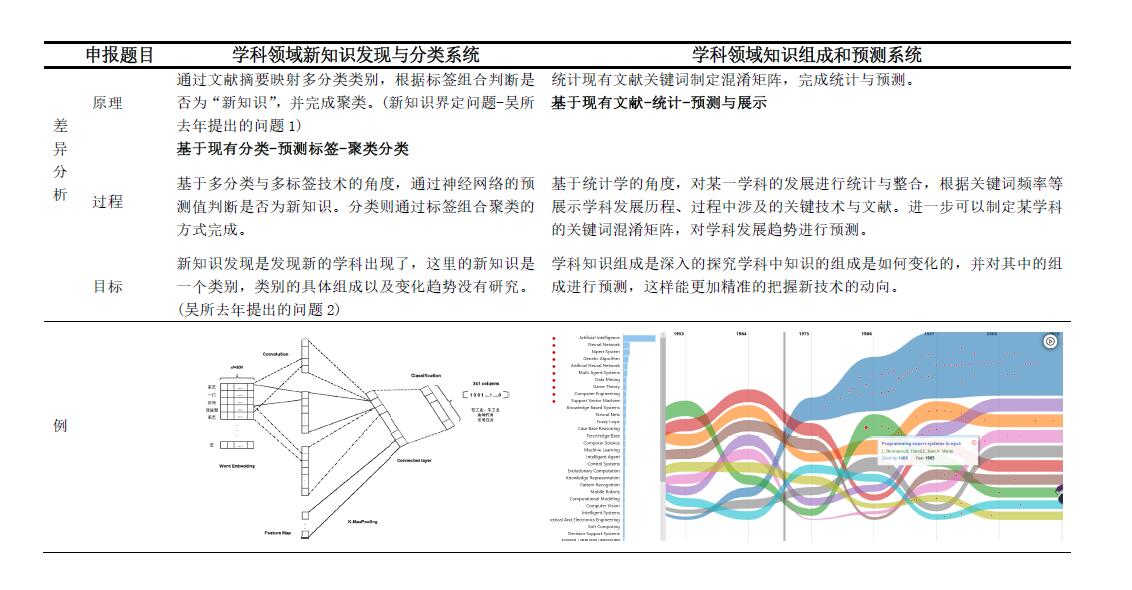 申报题目
学科领域新知识发现与分类系统
学科领域知识组成和预测系统
差异分析
原理
通过文献摘要映射多分类类别，根据标签组合判断是
否为“新知识”，并完成聚类。(新知识界定问题-吴所
去年提出的问题 1)
基于现有分类-预测标签-聚类分类
统计现有文献关键词制定混淆矩阵，完成统计与预测。
基于现有文献-统计-预测与展示
过程
基于多分类与多标签技术的角度，通过神经网络的预
测值判断是否为新知识。分类则通过标签组合聚类的
方式完成。
基于统计学的角度，对某一学科的发展进行统计与整合，根据关键词频率等
展示学科发展历程、过程中涉及的关键技术与文献。进一步可以制定某学科
的关键词混淆矩阵，对学科发展趋势进行预测。
目标
新知识发现是发现新的学科出现了，这里的新知识是
一个类别，类别的具体组成以及变化趋势没有研究。
(吴所去年提出的问题 2)
学科知识组成是深入的探究学科中知识的组成是如何变化的，并对其中的组
成进行预测，这样能更加精准的把握新技术的动向。
例
Convolution
d=300
Word Embedding
Feature Map
K-MaxPooling
Connected layer
Classification
341 columns
Artificial Intelligence
Neural Network
Expert System
Genetic Algorithm
Artificial Neural Network
Multi Agent Systems
Data Mining
Game Theory
Computer Engineering
Support Vector Machine
Knowledge Based Systems
Neural Nets
Fuzzy Logic
Case Base Reasoning
Knowledge Base
Computer Science
Machine Learning
Intelligent Agent
Control Systems
Evolutionary Computation
Knowledge Representation
Pattern Recognition
Mobile Robots
Computational Modeling
Computer Vision
Intelligent Systems
ctrical And Electronics Engineering
Soft Computing
Decision Support Systems
1953
1964
1975
1986
Programming expert systems in ops5
Cited by 1468
Year 1985